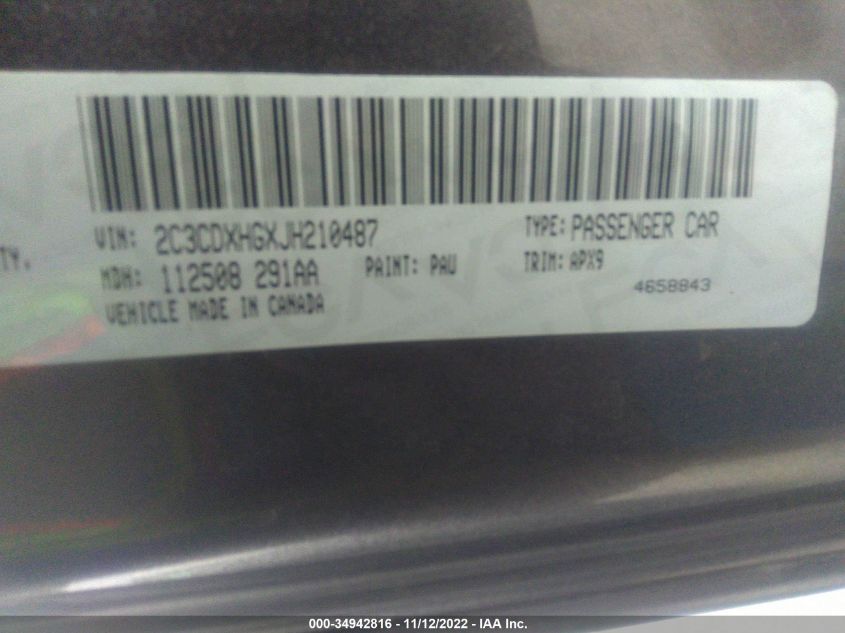 VIN: 2C3CDXHGXJH210487 TYPE: PASSENGER CAR
TY.
MDH: 112508 291AA PAINT: PAU TRIM: APX9
VEHICLE MADE IN CANADA 4658843
000-34942816 - 11/12/2022 - IAA Inc.